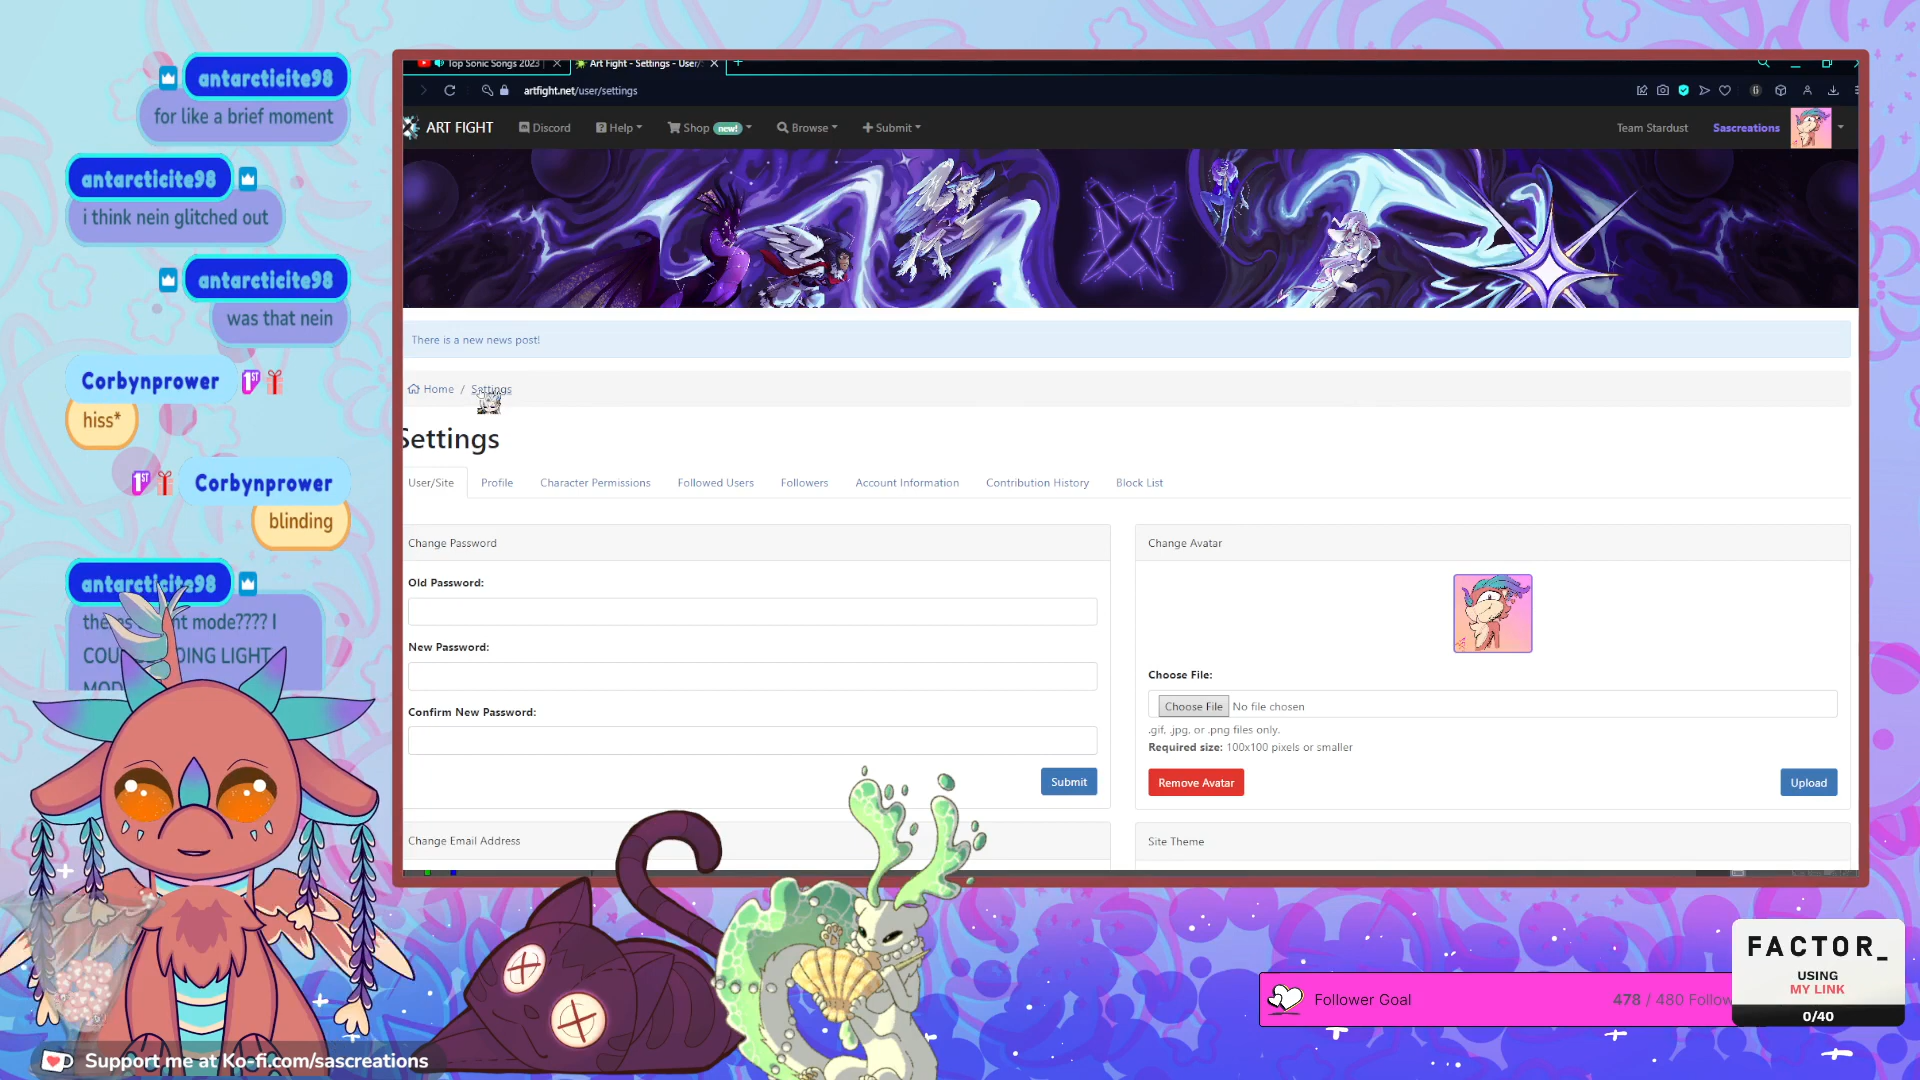 antarcticite98
for like a brief moment
antarcticite98
i think nein glitched out
antarcticite98
was that nein
Corbynprower
1ST
hiss*
1ST
Corbynprower
blinding
antarcticite98
mode???? I
LIGHT
Top Sonic Songs 2023
Art Fight - Settings - User/
artfight.net/user/settings
ART FIGHT
Discord
Help
Shop new!
Browse
Submit
Team Stardust
Sascreations
There is a new news post!
Home / Settings
Settings
User/Site
Profile
Character Permissions
Followed Users
Followers
Account Information
Contribution History
Block List
Change Password
Old Password:
New Password:
Confirm New Password:
Submit
Change Email Address
Change Avatar
Choose File:
Choose File No file chosen
.gif, .jpg, or .png files only.
Required size: 100x100 pixels or smaller
Remove Avatar
Upload
Site Theme
Follower Goal
478 / 480 Follow
FACTOR_
USING
MY LINK
0/40
Support me at Ko-fi.com/sascreations